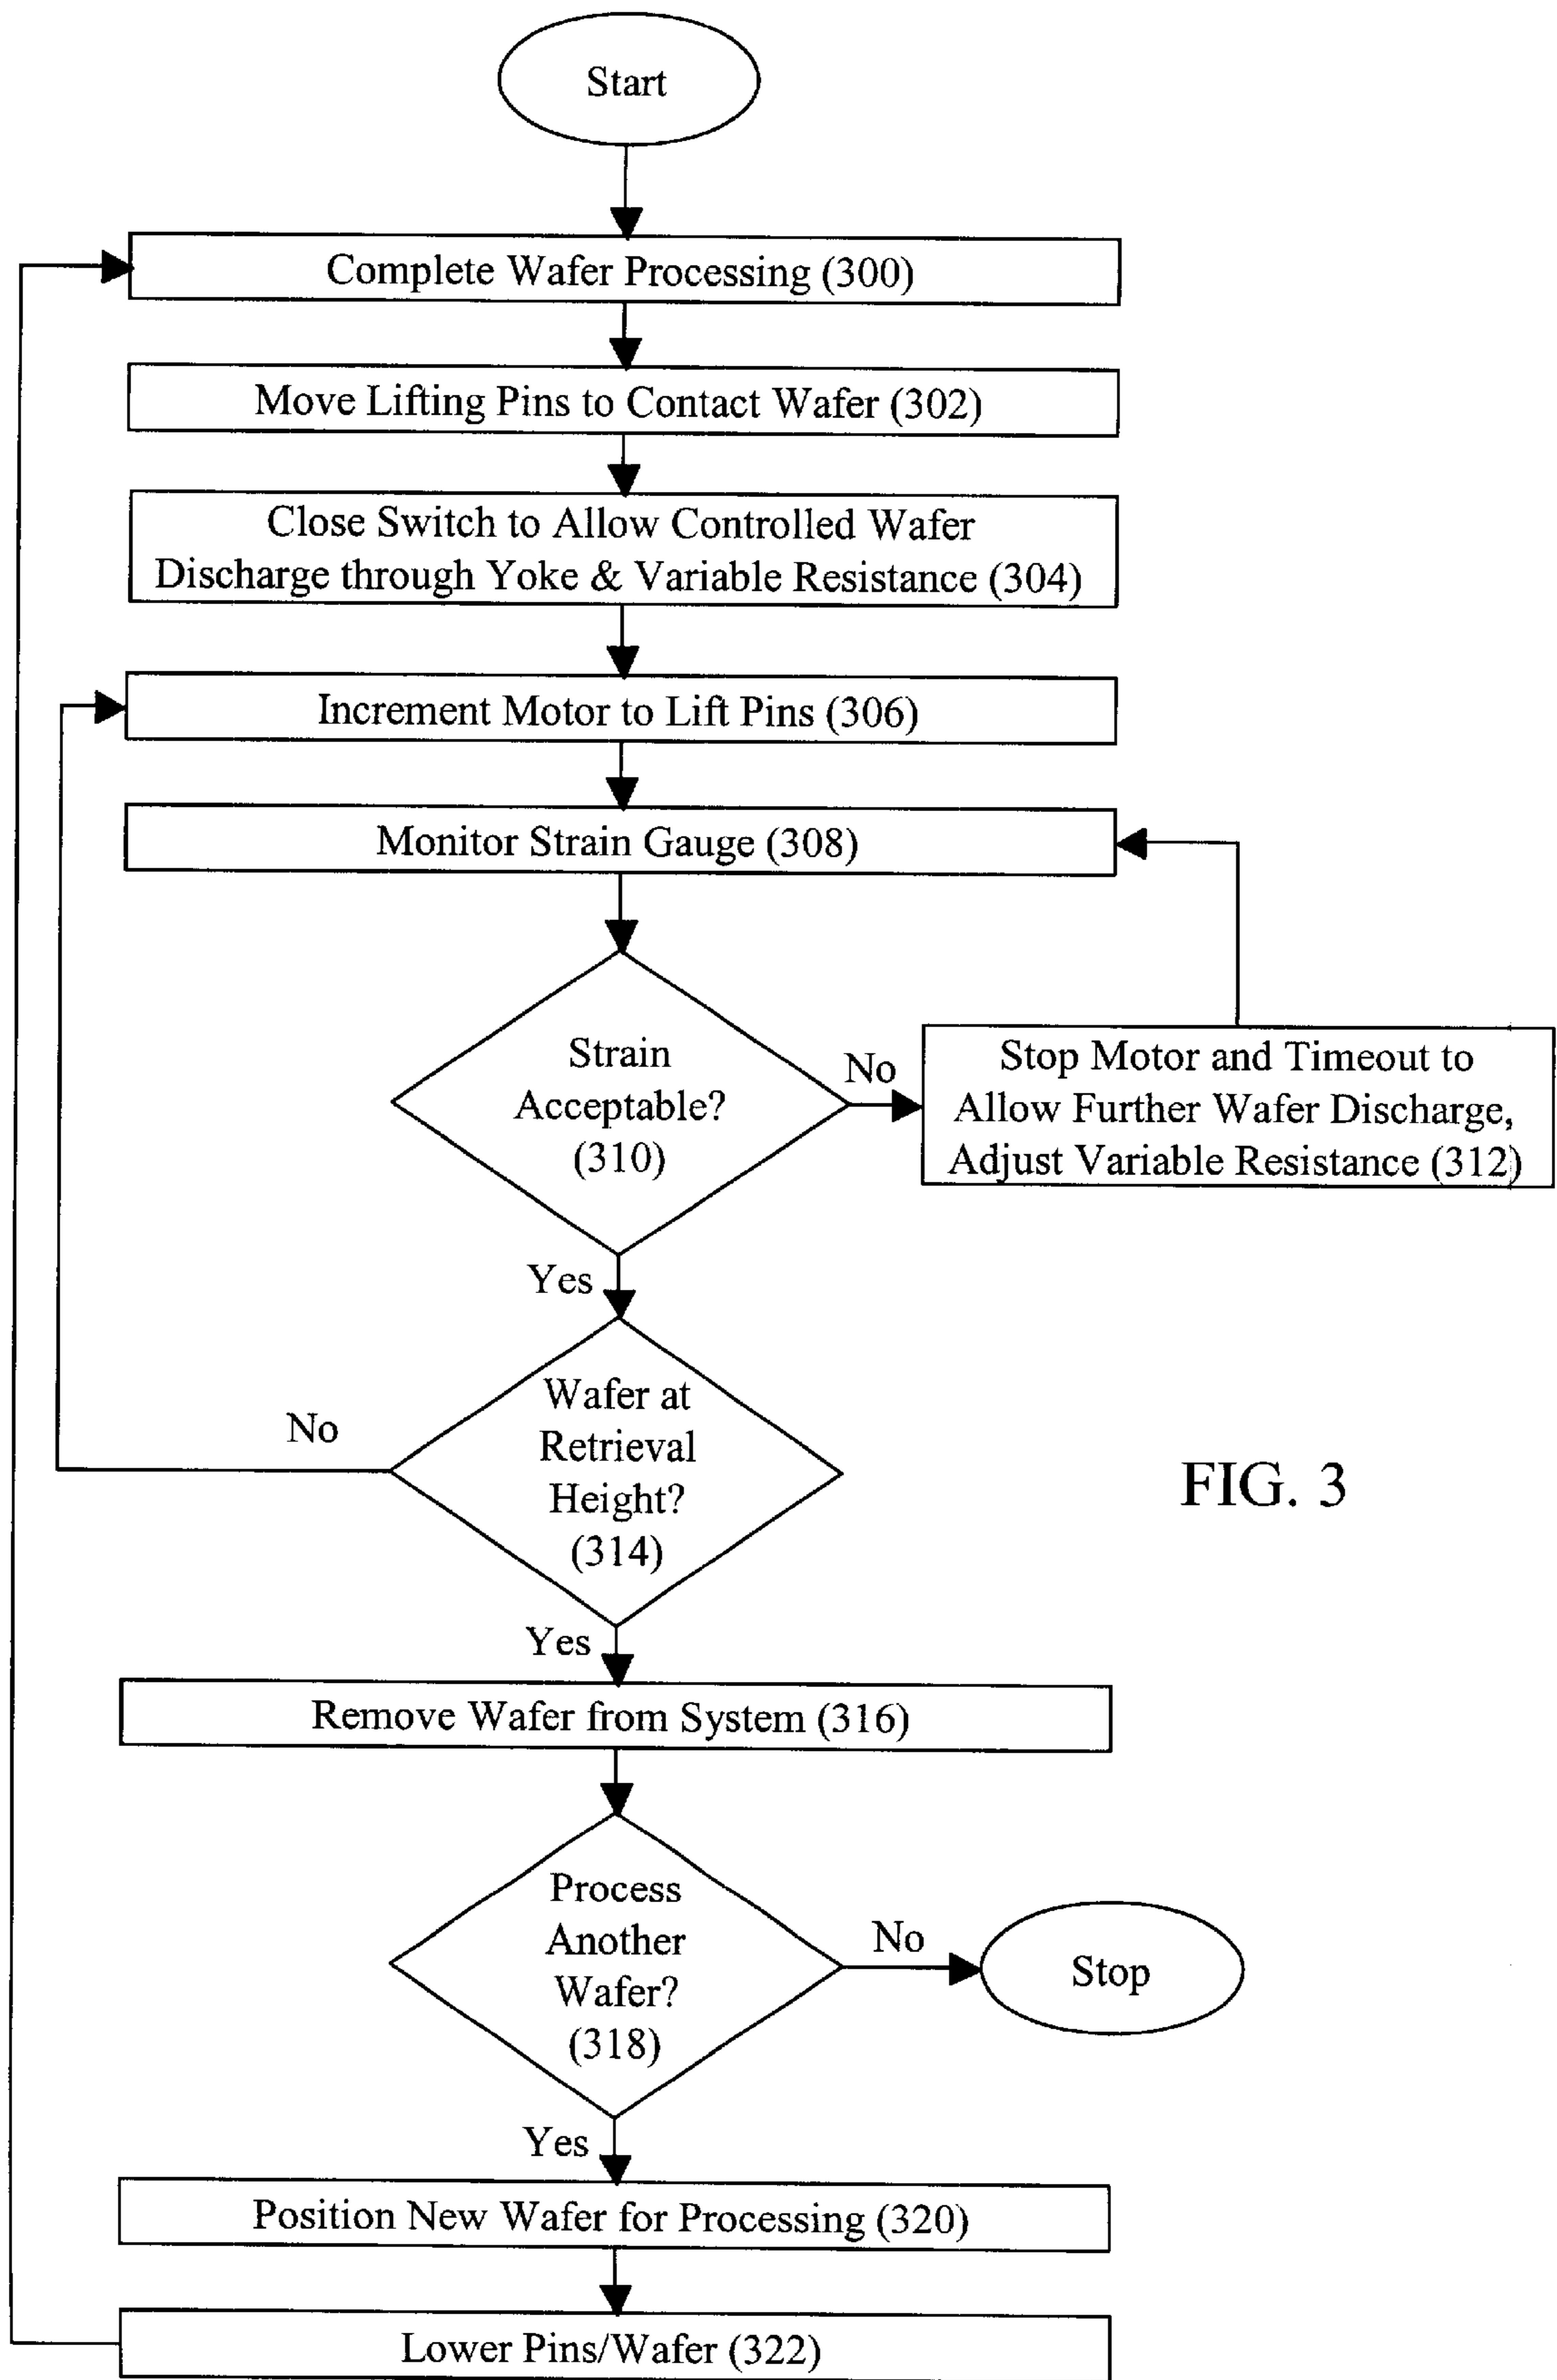 Start
Complete Wafer Processing (300)
Move Lifting Pins to Contact Wafer (302)
Close Switch to Allow Controlled Wafer
Discharge through Yoke & Variable Resistance (304)
Increment Motor to Lift Pins (306)
Monitor Strain Gauge (308)
Strain
Acceptable?
(310)
No
Stop Motor and Timeout to
Allow Further Wafer Discharge,
Adjust Variable Resistance (312)
Yes
Wafer at
Retrieval
Height?
(314)
No
FIG. 3
Yes
Remove Wafer from System (316)
Process
Another
Wafer?
(318)
No
Stop
Yes
Position New Wafer for Processing (320)
Lower Pins/Wafer (322)